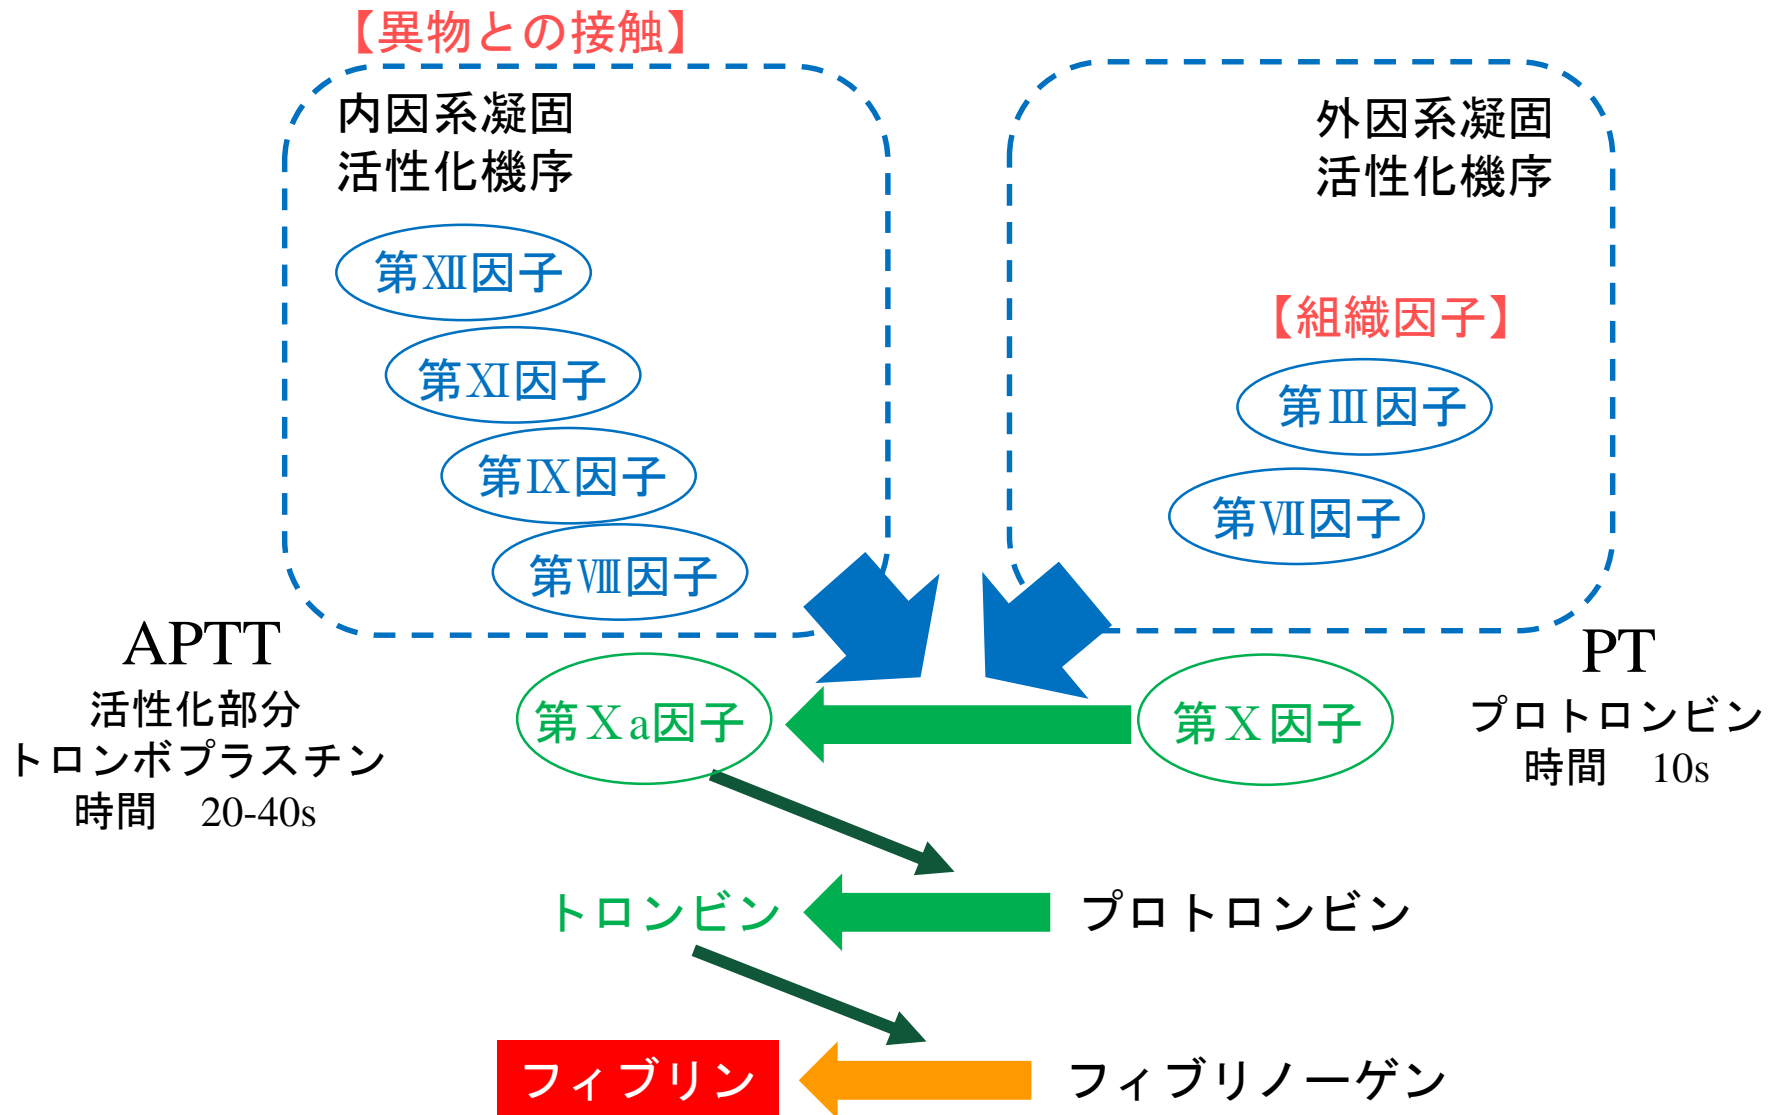 【異物との接触】
内因系凝固
活性化機序
第Ⅻ因子
第Ⅺ因子
第Ⅸ因子
第Ⅷ因子
外因系凝固
活性化機序
【組織因子】
第Ⅲ因子
第Ⅶ因子
APTT
活性化部分
トロンボプラスチン
時間　20-40s
第Ⅹa因子
第Ⅹ因子
PT
プロトロンビン
時間　10s
トロンビン
プロトロンビン
フィブリン
フィブリノーゲン